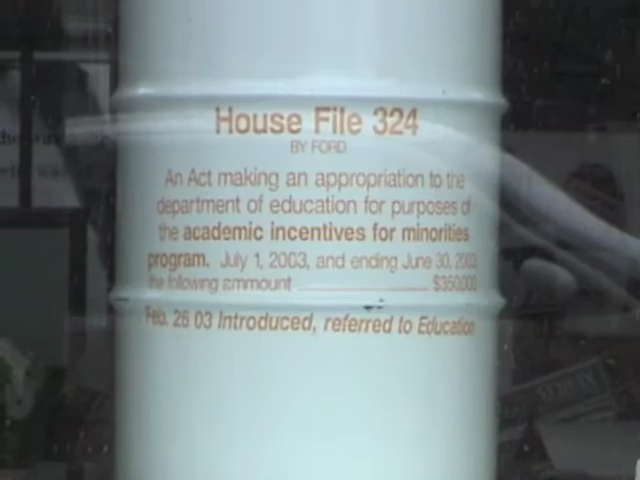 House File 324
BY FORD
An Act making an appropriation to the
department of education for purposes of
the academic incentives for minorities
program. July 1, 2003, and ending June 30, 2003,
the following ammount $350,000
Feb. 26 03 Introduced, referred to Education